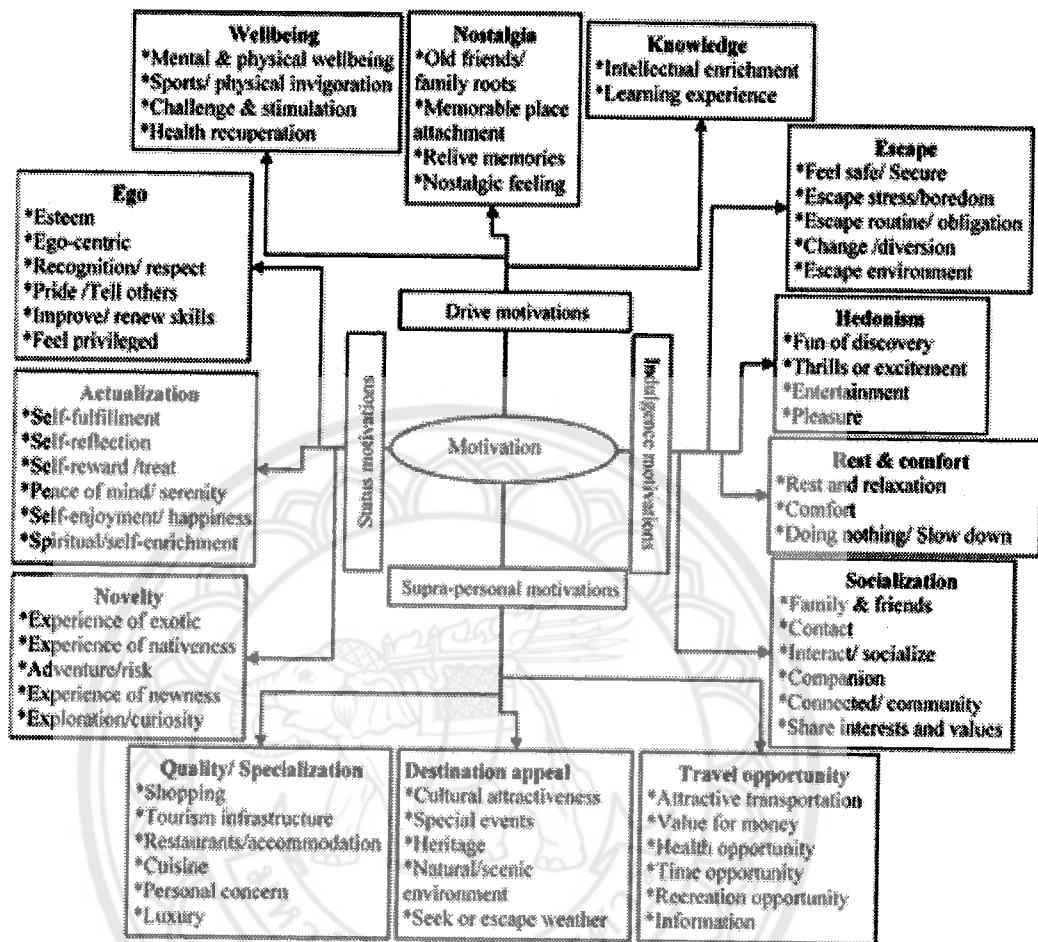 Wellbeing
*Mental & physical wellbeing
*Sports/ physical invigoration
*Challenge & stimulation
*Health recuperation
Nostalgia
*Old friends/
family roots
*Memorable place
attachment
*Relive memories
*Nostalgic feeling
Knowledge
*Intellectual enrichment
*Learning experience
Escape
*Feel safe/ Secure
*Escape stress/boredom
*Escape routine/ obligation
*Change /diversion
*Escape environment
Ego
*Esteem
*Ego-centric
*Recognition/ respect
*Pride /Tell others
*Improve/ renew skills
*Feel privileged
Drive motivations
Hedonism
*Fun of discovery
*Thrills or excitement
*Entertainment
*Pleasure
Actualization
*Self-fulfillment
*Self-reflection
*Self-reward /treat
*Peace of mind/ serenity
*Self-enjoyment/ happiness
*Spiritual/self-enrichment
Status motivations
Motivation
Indulgence motivations
Rest & comfort
*Rest and relaxation
*Comfort
*Doing nothing/ Slow down
Supra-personal motivations
Novelty
*Experience of exotic
*Experience of nativeness
*Adventure/risk
*Experience of newness
*Exploration/curiosity
Socialization
*Family & friends
*Contact
*Interact/ socialize
*Companion
*Connected/ community
*Share interests and values
Quality/ Specialization
*Shopping
*Tourism infrastructure
*Restaurants/accommodation
*Cuisine
*Personal concern
*Luxury
Destination appeal
*Cultural attractiveness
*Special events
*Heritage
*Natural/scenic
environment
*Seek or escape weather
Travel opportunity
*Attractive transportation
*Value for money
*Health opportunity
*Time opportunity
*Recreation opportunity
*Information